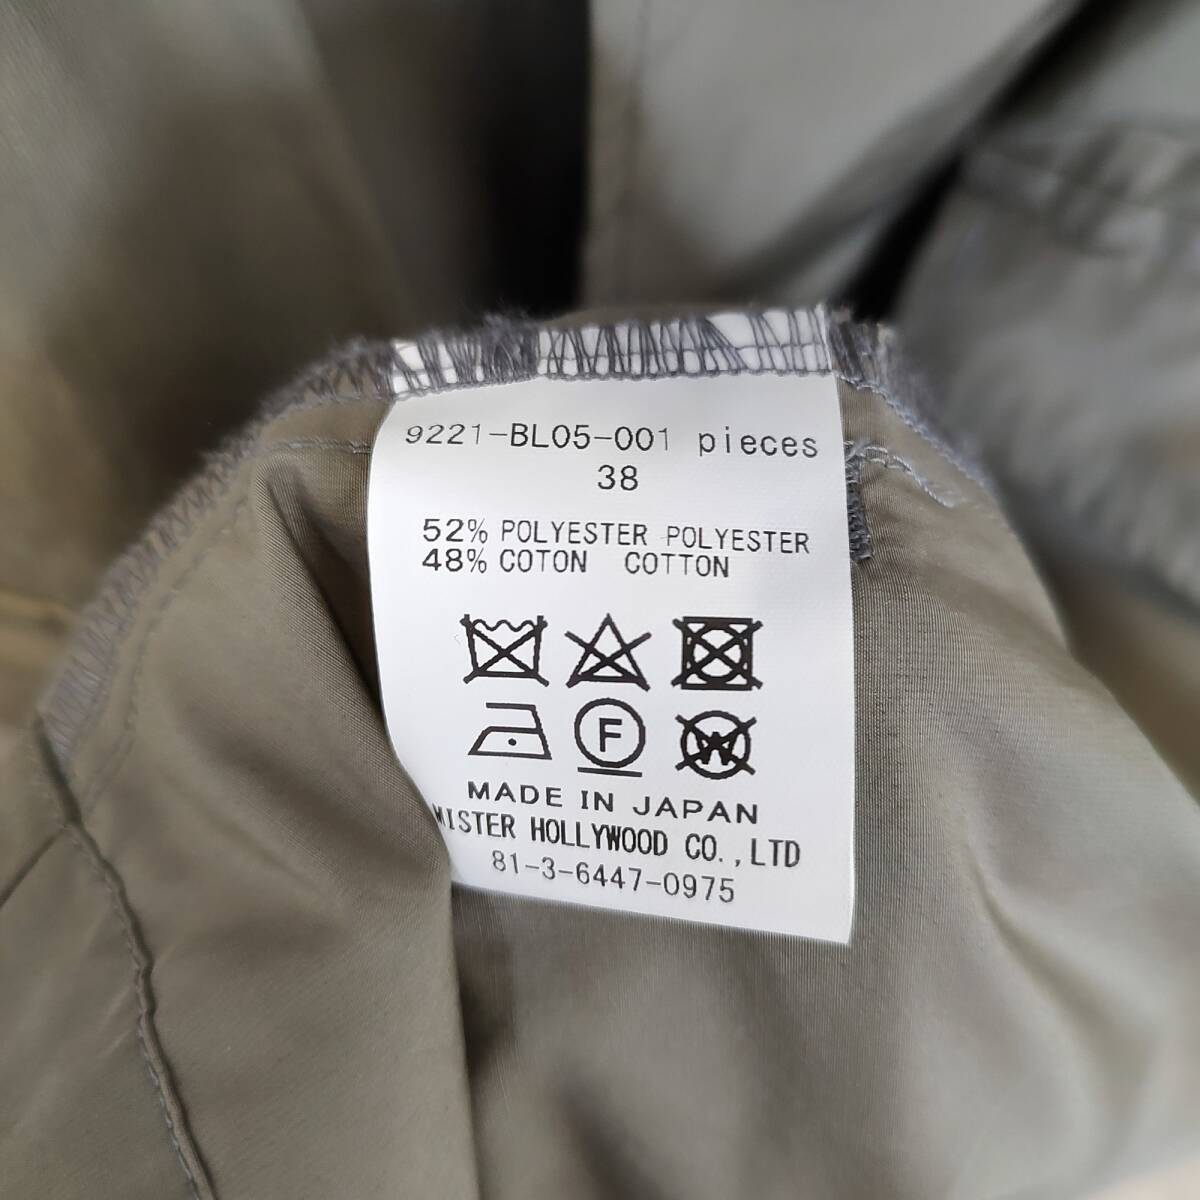 9221-BL05-001 pieces
38
52% POLYESTER POLYESTER
48% COTON COTTON
F W
MADE IN JAPAN
MISTER HOLLYWOOD CO.,LTD
81-3-6447-0975